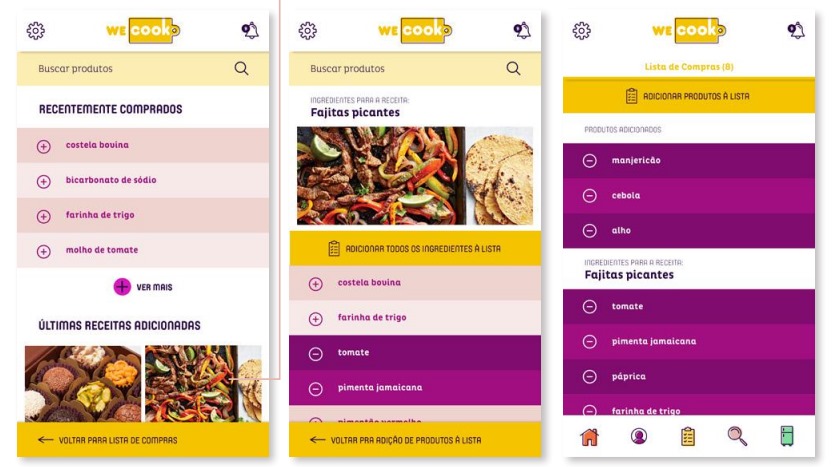 WE COOK
Buscar produtos
RECENTEMENTE COMPRADOS
costela bovina
bicarbonato de sódio
farinha de trigo
molho de tomate
VER MAIS
ÚLTIMAS RECEITAS ADICIONADAS
VOLTAR PARA LISTA DE COMPRAS
WE COOK
Buscar produtos
INGREDIENTES PARA A RECEITA:
Fajitas picantes
ADICIONAR TODOS OS INGREDIENTES À LISTA
costela bovina
farinha de trigo
tomate
pimenta jamaicana
pimentão vermelho
VOLTAR PRA ADIÇÃO DE PRODUTOS À LISTA
WE COOK
Lista de Compras (8)
ADICIONAR PRODUTOS À LISTA
PRODUTOS ADICIONADOS
manjericão
cebola
alho
INGREDIENTES PARA A RECEITA:
Fajitas picantes
tomate
pimenta jamaicana
páprica
farinha de trigo